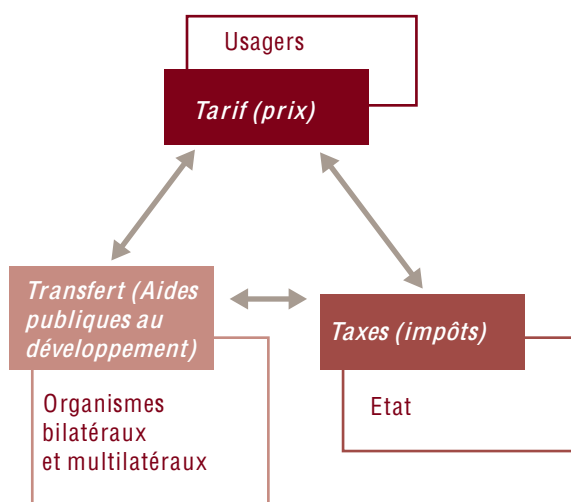 Usagers
Tarif (prix)
Transfert (Aides
publiques au
développement)
Taxes (impôts)
Organismes
bilatéraux
et multilatéraux
Etat